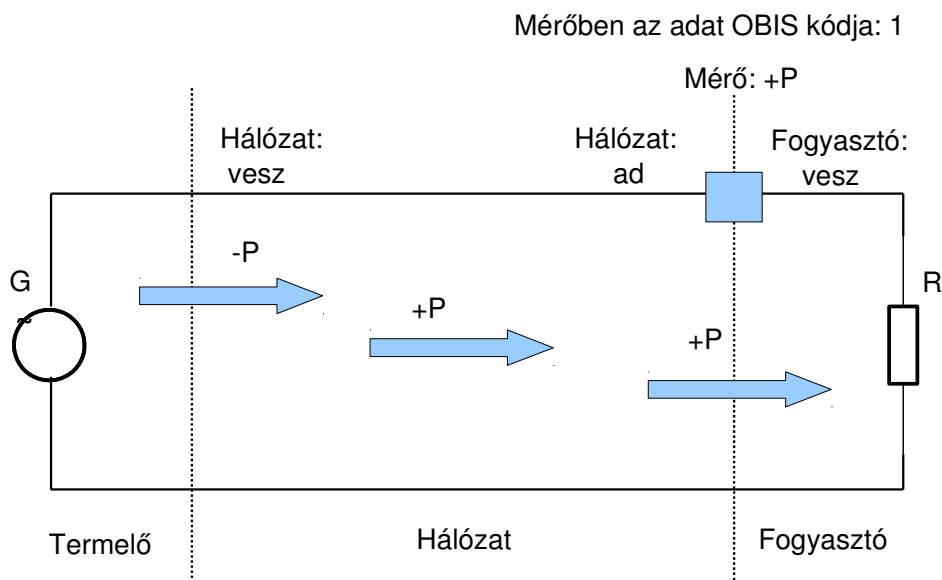 Mérőben az adat OBIS kódja: 1
Mérő: +P
Hálózat:
vesz
Hálózat:
ad
Fogyasztó:
vesz
-P
G
~
+P
R
+P
Termelő
Hálózat
Fogyasztó